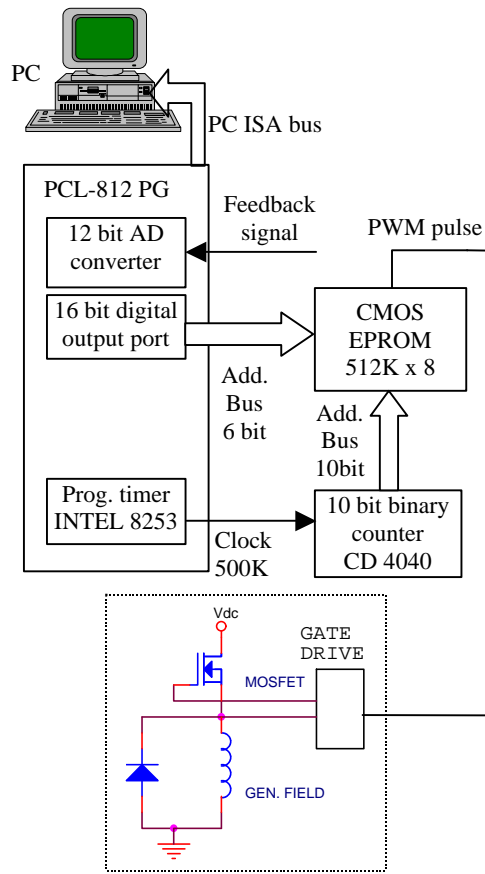 PC
PC ISA bus
PCL-812 PG
12 bit AD
converter
Feedback
signal
PWM pulse
16 bit digital
output port
CMOS
EPROM
512K x 8
Add.
Bus
6 bit
Add.
Bus
10bit
Prog. timer
INTEL 8253
Clock
500K
10 bit binary
counter
CD 4040
Vdc
GATE
DRIVE
MOSFET
GEN. FIELD